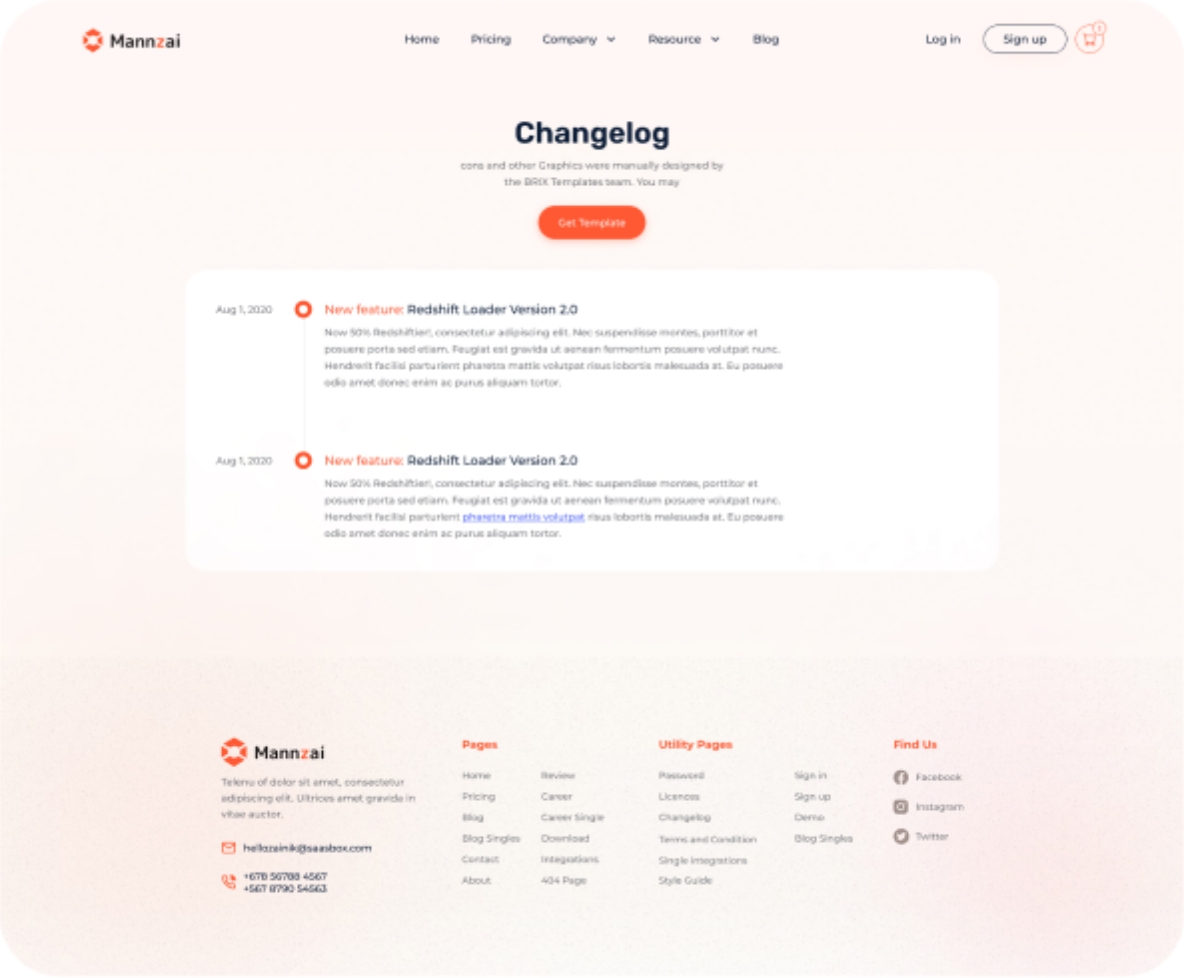 Mannzai
Home Pricing Company Resource Blog
Log in Sign up
1
Changelog
cons and other Graphics were manually designed by
the BRIX Templates team. You may
Get Template
Aug 1, 2020
New feature: Redshift Loader Version 2.0
Now 50% Redshiftier!, consectetur adipiscing elit. Nec suspendisse montes, porttitor et
posuere porta sed etiam. Feugiat est gravida ut aenean fermentum posuere volutpat nunc.
Hendrerit facilisi parturient pharetra mattis volutpat risus lobortis malesuada at. Eu posuere
odio amet donec enim ac purus aliquam tortor.
Aug 1, 2020
New feature: Redshift Loader Version 2.0
Now 50% Redshiftier!, consectetur adipiscing elit. Nec suspendisse montes, porttitor et
posuere porta sed etiam. Feugiat est gravida ut aenean fermentum posuere volutpat nunc.
Hendrerit facilisi parturient pharetra mattis volutpat risus lobortis malesuada at. Eu posuere
odio amet donec enim ac purus aliquam tortor.
Mannzai
Telenu of dolor sit amet, consectetur
adipiscing elit. Ultrices amet gravida in
vitae auctor.
hellozainik@saasbox.com
+678 56788 4567
+567 8790 54563
Pages
Home
Pricing
Blog
Blog Singles
Contact
About
Review
Career
Career Single
Download
Integrations
404 Page
Utility Pages
Password
Licences
Changelog
Terms and Condition
Single Integrations
Style Guide
Sign in
Sign up
Demo
Blog Singles
Find Us
Facebook
Instagram
Twitter